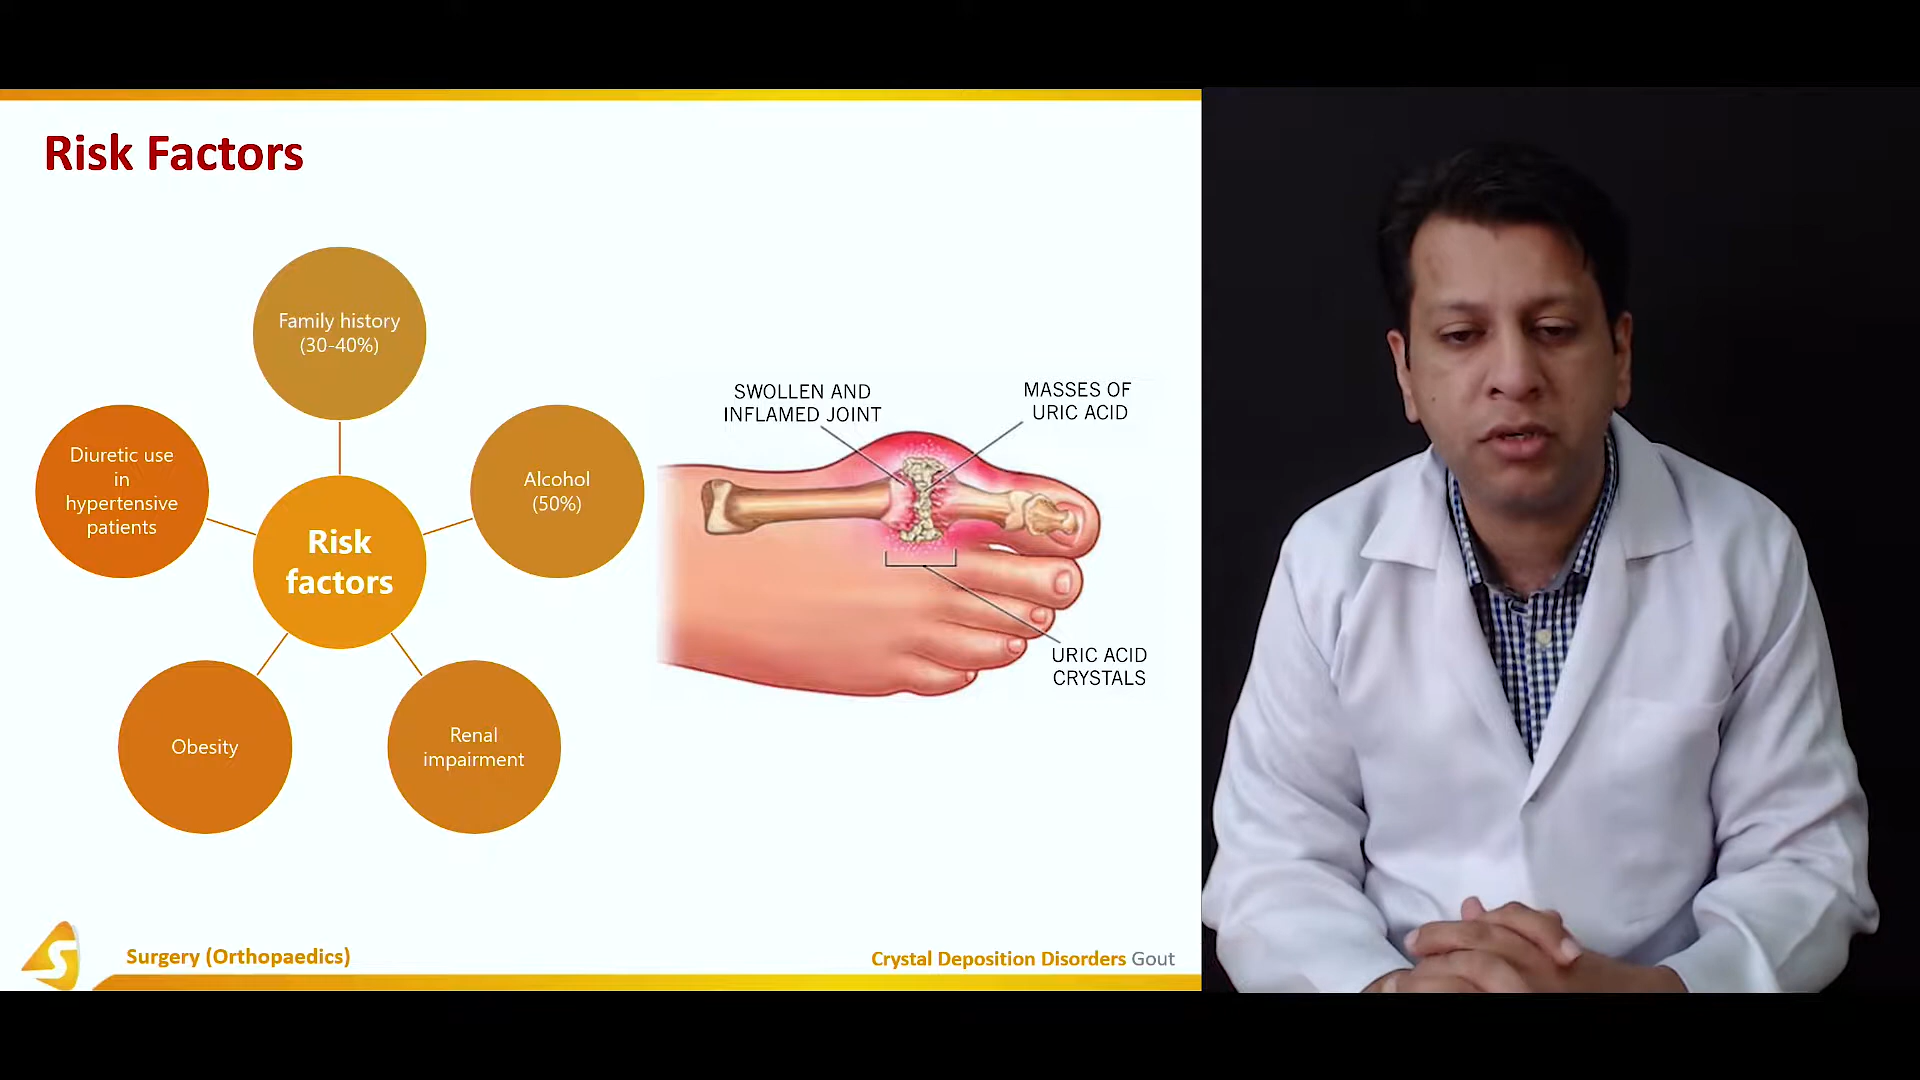 Risk Factors
Family history
(30-40%)
Diuretic use
in
hypertensive
patients
Alcohol
(50%)
Risk
factors
Obesity
Renal
impairment
SWOLLEN AND
INFLAMED JOINT
MASSES OF
URIC ACID
URIC ACID
CRYSTALS
S
Surgery (Orthopaedics)
Crystal Deposition Disorders Gout